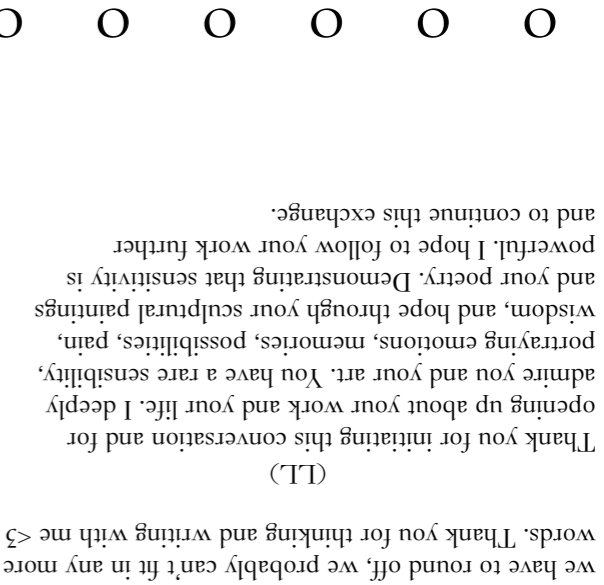 we have to round off, we probably can't fit in any more
words. Thank you for thinking and writing with me <3
(LL)
Thank you for initiating this conversation and for
opening up about your work and your life. I deeply
admire you and your art. You have a rare sensibility,
portraying emotions, memories, possibilities, pain,
wisdom, and hope through your sculptural paintings
and your poetry. Demonstrating that sensitivity is
powerful. I hope to follow your work further
and to continue this exchange.
O O O O O O